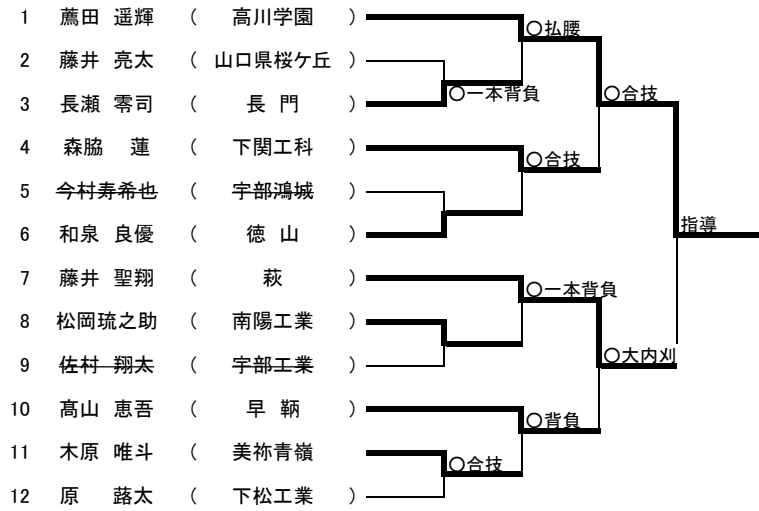 1 薦田 遥輝 ( 高川学園 )
○払腰
2 藤井 亮太 ( 山口県桜ケ丘 )
○一本背負
○合技
3 長瀬 零司 ( 長 門 )
4 森脇 蓮 ( 下関工科 )
○合技
5 今村寿希也 ( 宇部鴻城 )
指導
6 和泉 良優 ( 徳 山 )
7 藤井 聖翔 ( 萩 )
○一本背負
8 松岡琉之助 ( 南陽工業 )
○大内刈
9 佐村 翔太 ( 宇部工業 )
10 髙山 恵吾 ( 早 鞆 )
○背負
11 木原 唯斗 ( 美祢青嶺 )
○合技
12 原 蕗太 ( 下松工業 )